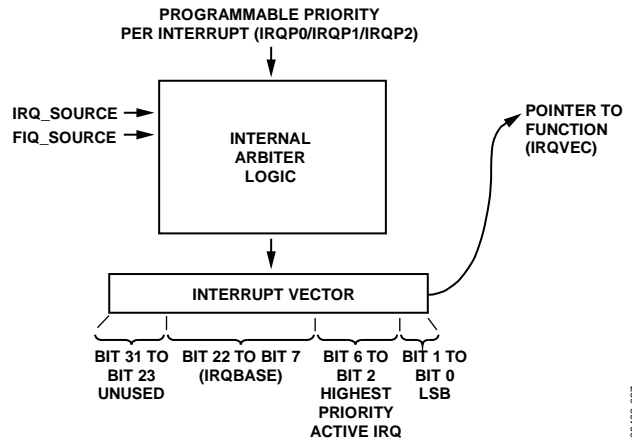 PROGRAMMABLE PRIORITY
PER INTERRUPT (IRQP0/IRQP1/IRQP2)
IRQ_SOURCE
FIQ_SOURCE
INTERNAL
ARBITER
LOGIC
POINTER TO
FUNCTION
(IRQVEC)
INTERRUPT VECTOR
BIT 31 TO
BIT 23
UNUSED
BIT 22 TO BIT 7
(IRQBASE)
BIT 6 TO
BIT 2
HIGHEST
PRIORITY
ACTIVE IRQ
BIT 1 TO
BIT 0
LSB